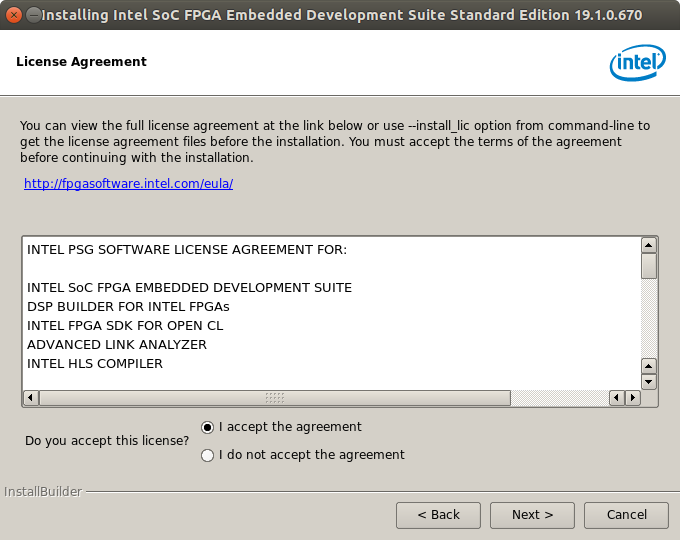 Installing Intel SoC FPGA Embedded Development Suite Standard Edition 19.1.0.670
License Agreement
intel
You can view the full license agreement at the link below or use --install_lic option from command-line to
get the license agreement files before the installation. You must accept the terms of the agreement
before continuing with the installation.
http://fpgasoftware.intel.com/eula/
INTEL PSG SOFTWARE LICENSE AGREEMENT FOR:
INTEL SoC FPGA EMBEDDED DEVELOPMENT SUITE
DSP BUILDER FOR INTEL FPGAs
INTEL FPGA SDK FOR OPEN CL
ADVANCED LINK ANALYZER
INTEL HLS COMPILER
Do you accept this license?
I accept the agreement
I do not accept the agreement
InstallBuilder
< Back
Next >
Cancel